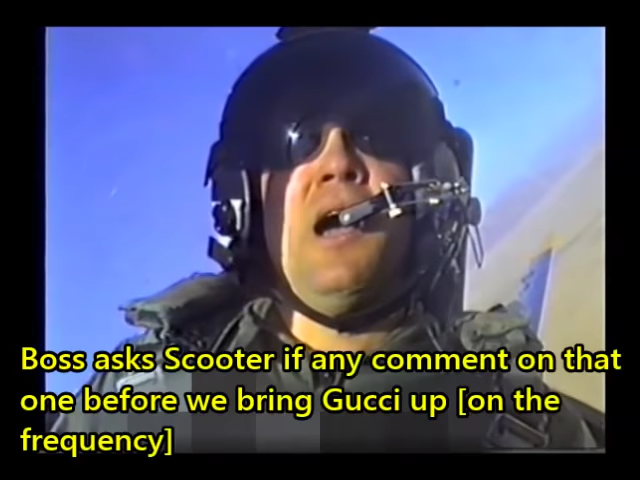 Boss asks Scooter if any comment on that
one before we bring Gucci up [on the
frequency]